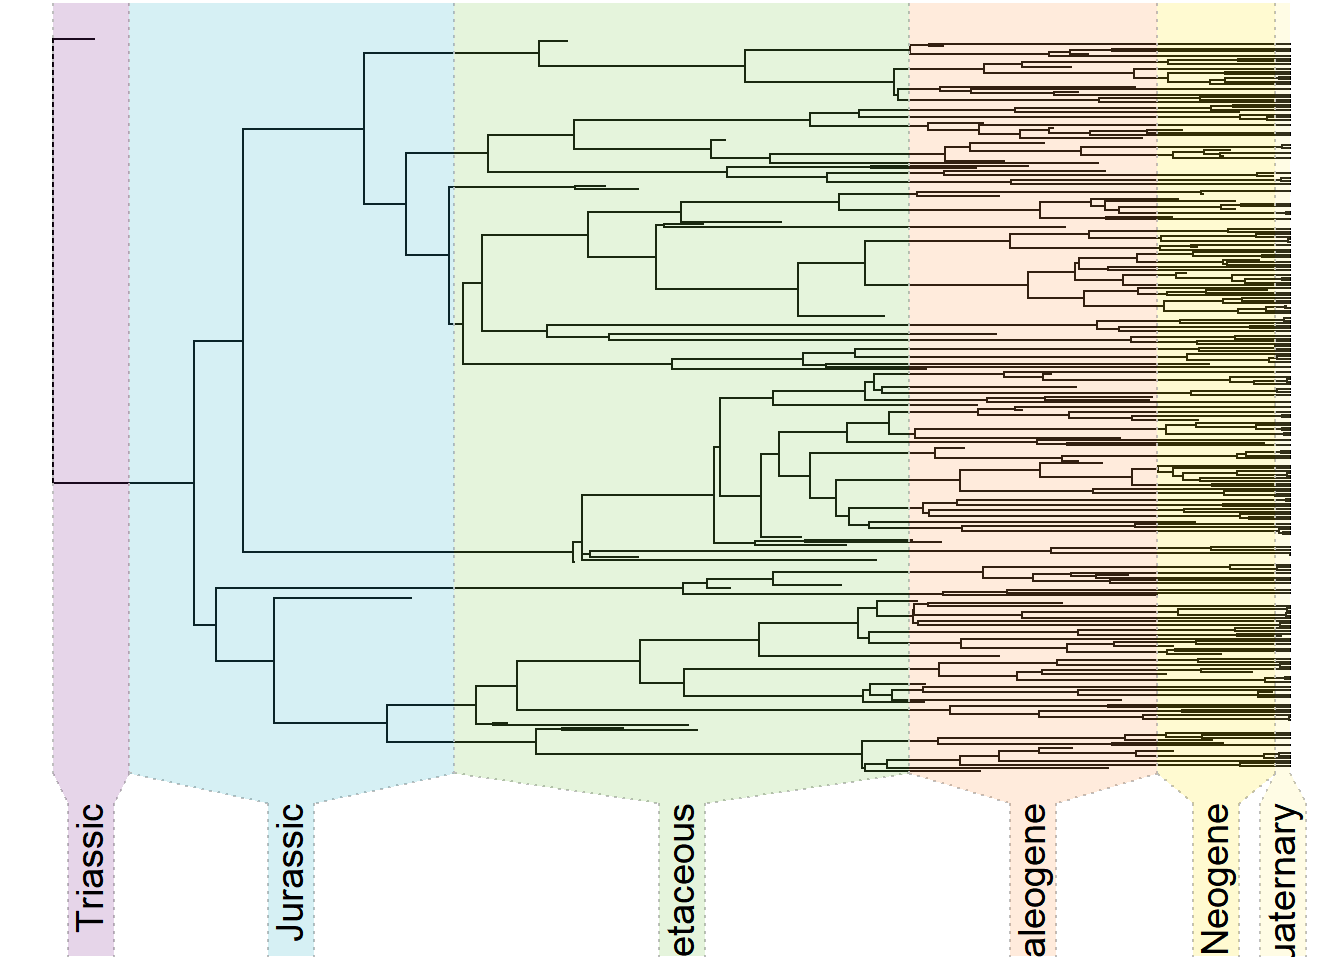 Triassic
Jurassic
etaceous
aleogene
Neogene
uaternary